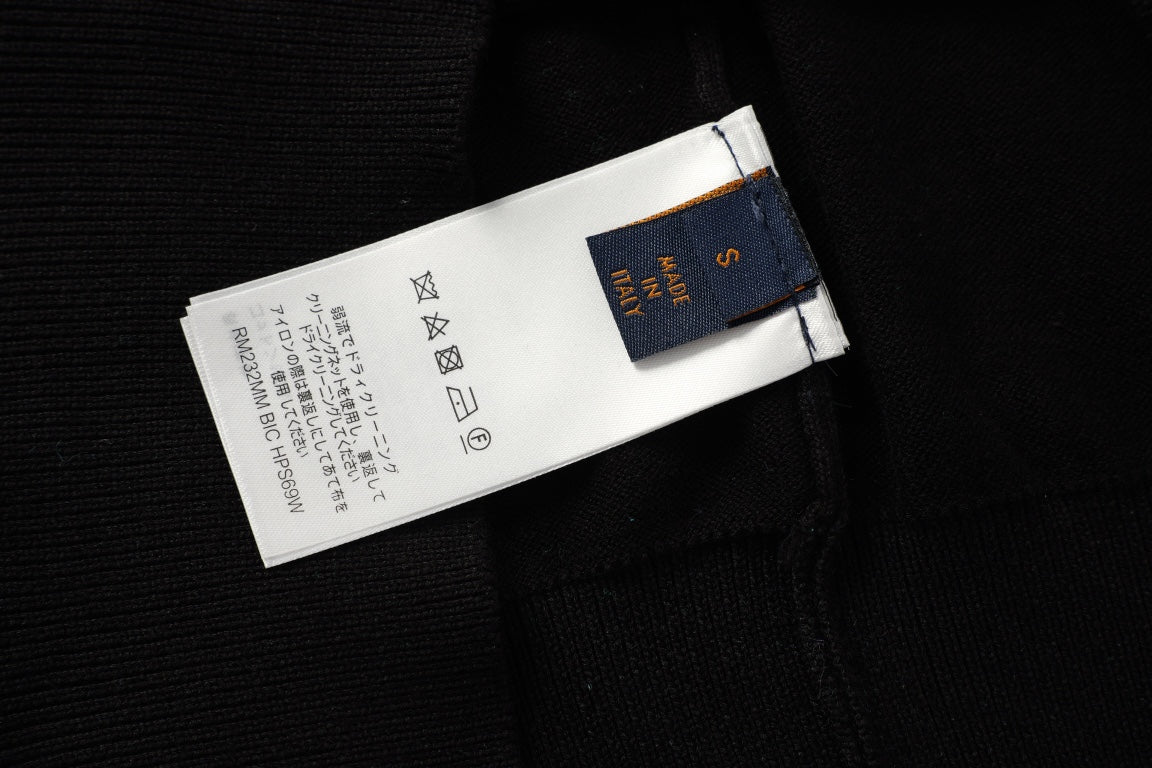 S
MADE
IN
ITALY
F
弱流でドライクリーニング
クリーニングネットを使用し、裏返して
ドライクリーニングしてください
アイロンの際は裏返しにしてあて布を
使用してください
RM232MM BIC HPS69W